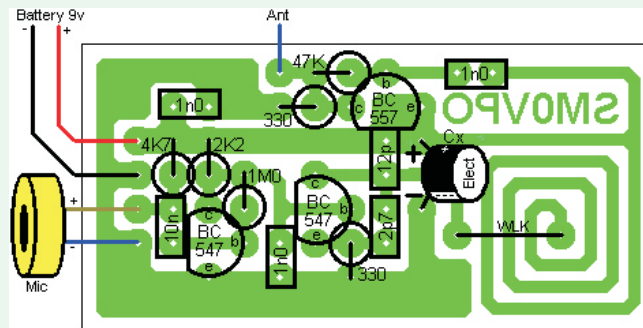 Battery 9v
Ant
-
+
47K
b
1n0
1n0
c
BC
557
e
SM0VPO
330
Cx
4K7
2K2
1M0
12p
+
Elect
+
c
c
-
10n
BC
547
b
BC
547
b
2p7
WLK
-
e
1n0
e
330
Mic